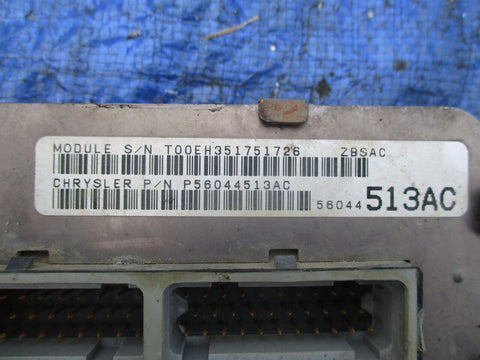 MODULE S/N T00EH351751726 ZBSAC
CHRYSLER P/N P56044513AC
56044 513AC